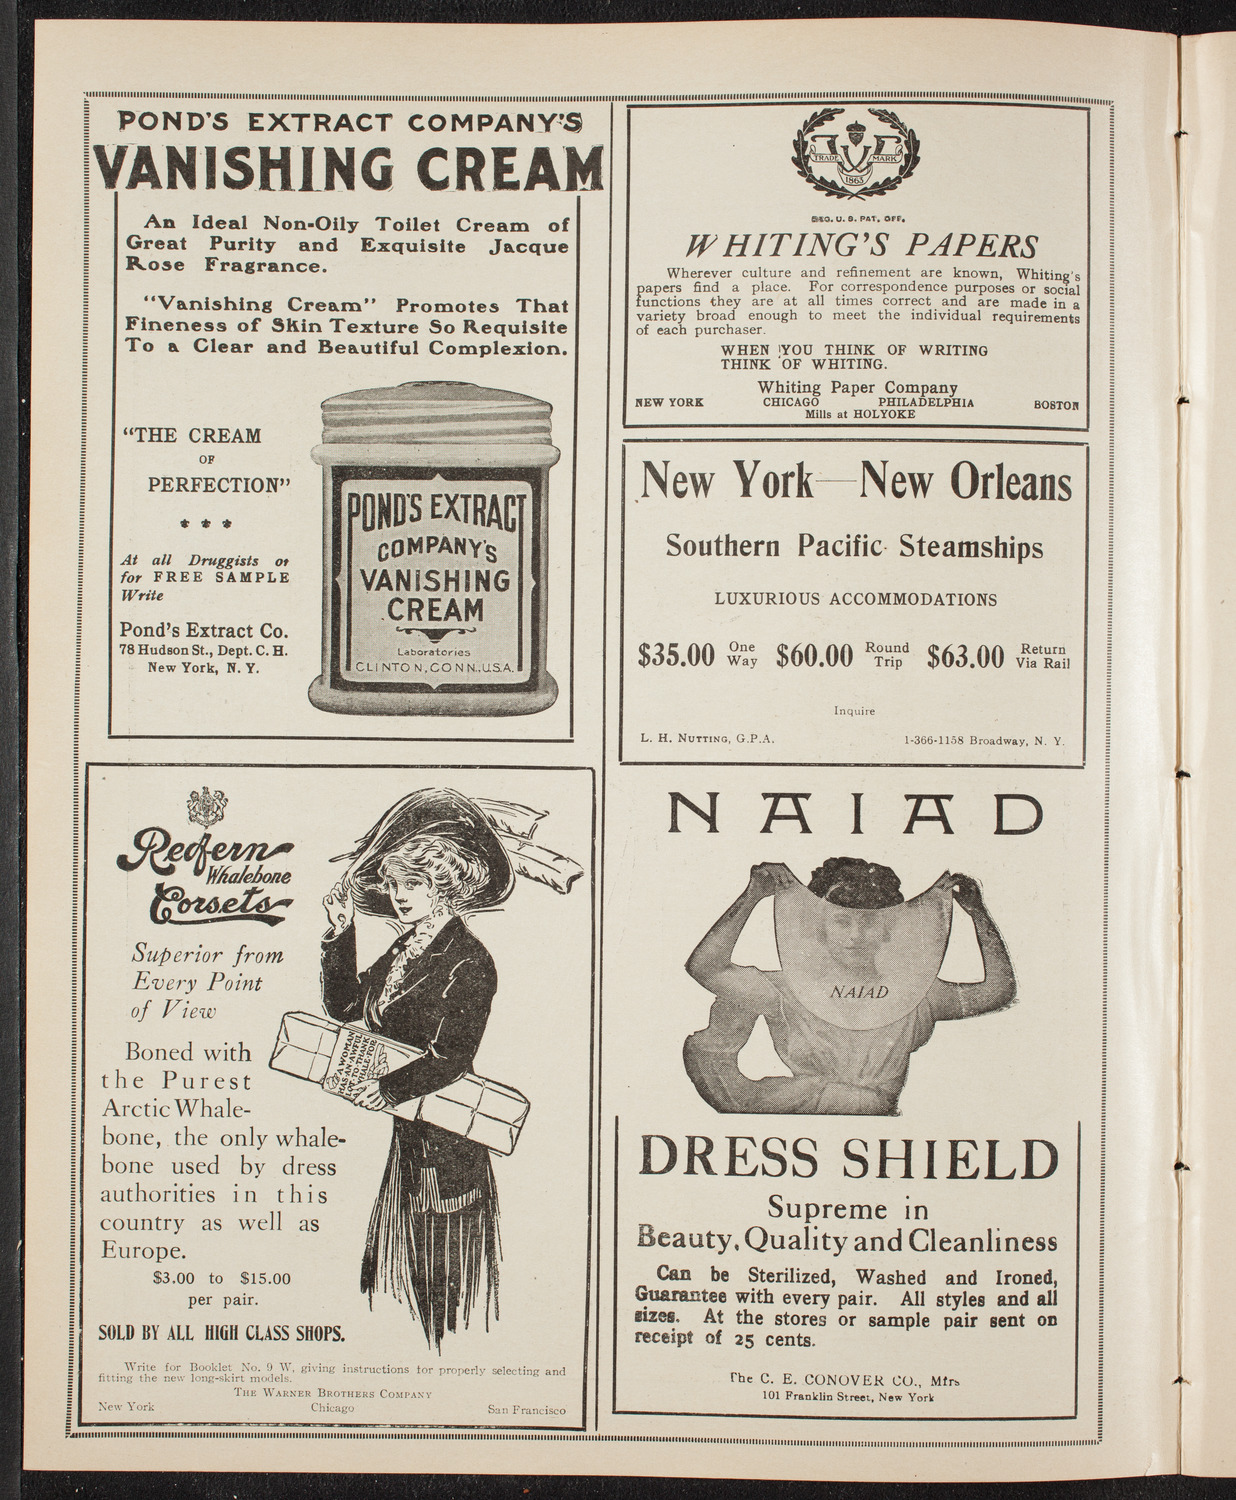 POND'S EXTRACT COMPANY'S
VANISHING CREAM
An Ideal Non-Oily Toilet Cream of
Great Purity and Exquisite Jacque
Rose Fragrance.
"Vanishing Cream" Promotes That
Fineness of Skin Texture So Requisite
To a Clear and Beautiful Complexion.
"THE CREAM
OF
PERFECTION"
* * *
At all Druggists or
for FREE SAMPLE
Write
Pond's Extract Co.
78 Hudson St., Dept. C. H.
New York, N. Y.
POND'S EXTRACT
COMPANY'S
VANISHING
CREAM
Laboratories
CLINTON, CONN., U.S.A.
TRADE MARK
1865
REG. U. S. PAT. OFF.
WHITING'S PAPERS
Wherever culture and refinement are known, Whiting's
papers find a place. For correspondence purposes or social
functions they are at all times correct and are made in a
variety broad enough to meet the individual requirements
of each purchaser.
WHEN YOU THINK OF WRITING
THINK OF WHITING.
Whiting Paper Company
NEW YORK CHICAGO PHILADELPHIA BOSTON
Mills at HOLYOKE
New York—New Orleans
Southern Pacific Steamships
LUXURIOUS ACCOMMODATIONS
$35.00 One Way $60.00 Round Trip $63.00 Return Via Rail
Inquire
L. H. NUTTING, G.P.A. 1-366-1158 Broadway, N. Y.
Redfern
Whalebone
Corsets
Superior from
Every Point
of View
Boned with
the Purest
Arctic Whale-
bone, the only whale-
bone used by dress
authorities in this
country as well as
Europe.
$3.00 to $15.00
per pair.
SOLD BY ALL HIGH CLASS SHOPS.
A WOMAN
HAS AN AWFUL
LOT TO THANK
WHALE FOR
Write for Booklet No. 9 W, giving instructions for properly selecting and
fitting the new long-skirt models.
THE WARNER BROTHERS COMPANY
New York Chicago San Francisco
NAIAD
NAIAD
DRESS SHIELD
Supreme in
Beauty, Quality and Cleanliness
Can be Sterilized, Washed and Ironed,
Guarantee with every pair. All styles and all
sizes. At the stores or sample pair sent on
receipt of 25 cents.
The C. E. CONOVER CO., Mfrs
101 Franklin Street, New York